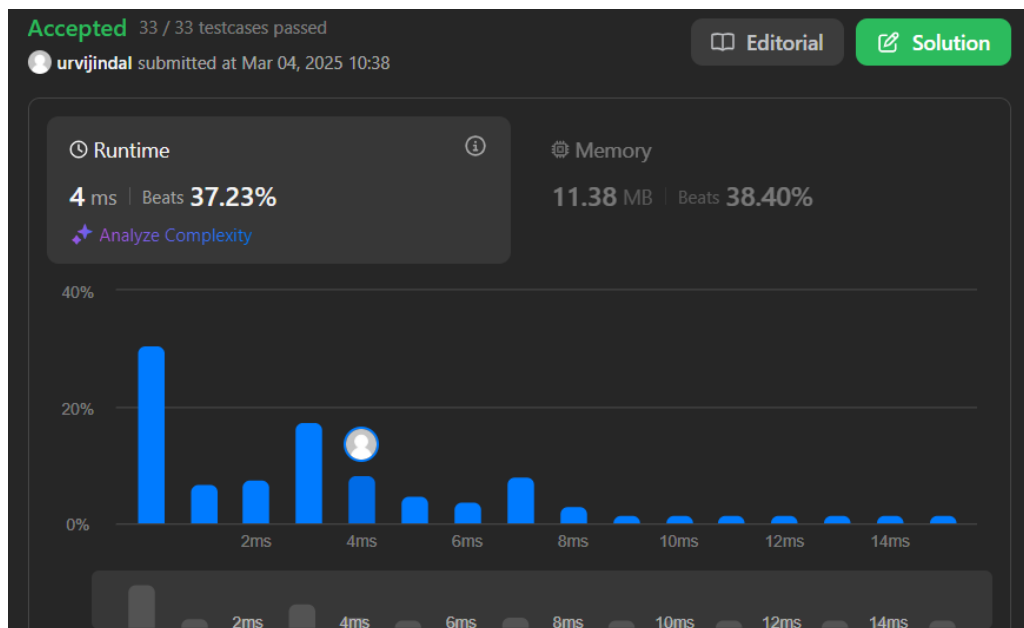 Accepted 33 / 33 testcases passed
Editorial
Solution
urvijindal submitted at Mar 04, 2025 10:38
Runtime
Memory
4 ms Beats 37.23%
11.38 MB Beats 38.40%
Analyze Complexity
40%
20%
0%
2ms 4ms 6ms 8ms 10ms 12ms 14ms
2ms 4ms 6ms 8ms 10ms 12ms 14ms